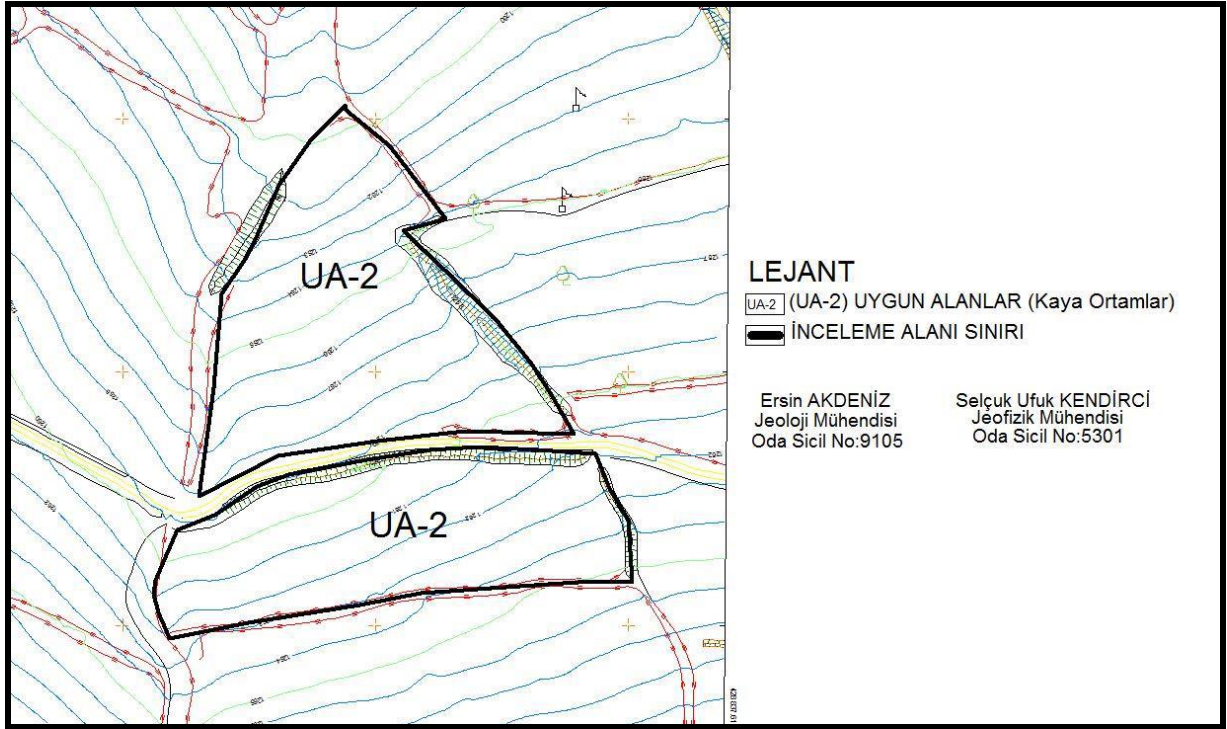 UA-2
UA-2
LEJANT
UA-2 (UA-2) UYGUN ALANLAR (Kaya Ortamlar)
İNCELEME ALANI SINIRI
Ersin AKDENİZ
Jeoloji Mühendisi
Oda Sicil No:9105
Selçuk Ufuk KENDİRCİ
Jeofizik Mühendisi
Oda Sicil No:5301